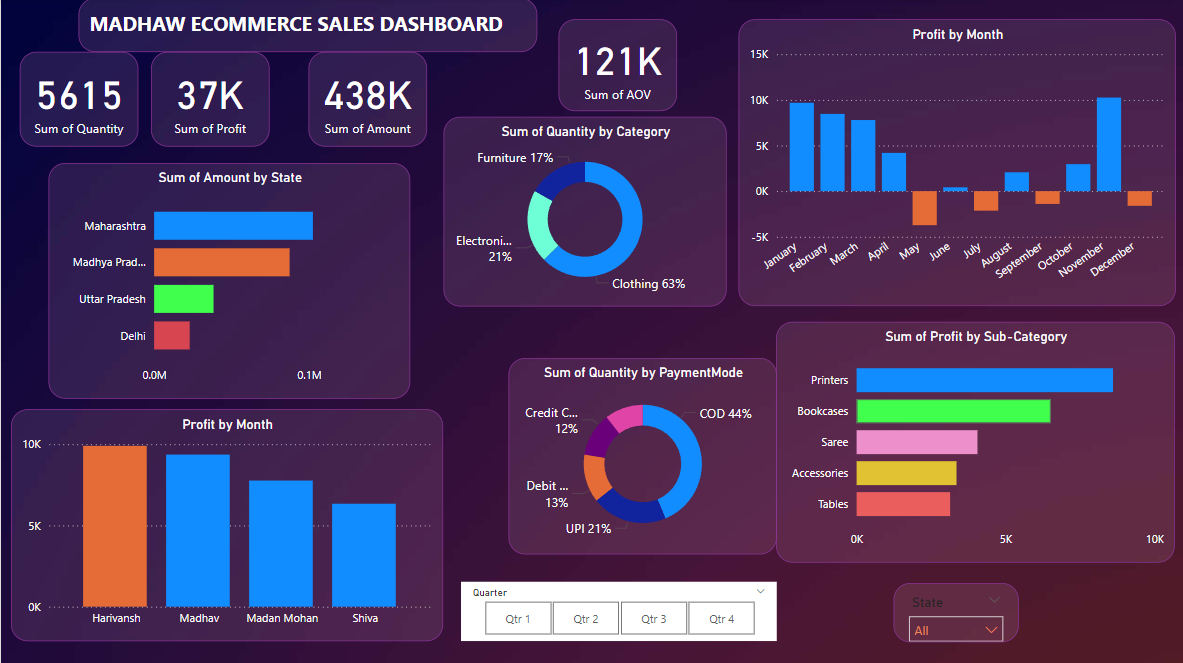 MADHAW ECOMMERCE SALES DASHBOARD
5615
Sum of Quantity
37K
Sum of Profit
438K
Sum of Amount
121K
Sum of AOV
Profit by Month
15K
10K
5K
0K
-5K
January
February
March
April
May
June
July
August
September
October
November
December
Sum of Quantity by Category
Furniture 17%
Electroni...
21%
Clothing 63%
Sum of Amount by State
Maharashtra
Madhya Prad...
Uttar Pradesh
Delhi
0.0M
0.1M
Sum of Profit by Sub-Category
Printers
Bookcases
Saree
Accessories
Tables
0K
5K
10K
Sum of Quantity by PaymentMode
Credit C...
12%
COD 44%
Debit ...
13%
UPI 21%
Profit by Month
10K
5K
0K
Harivansh
Madhav
Madan Mohan
Shiva
Quarter
Qtr 1
Qtr 2
Qtr 3
Qtr 4
State
All